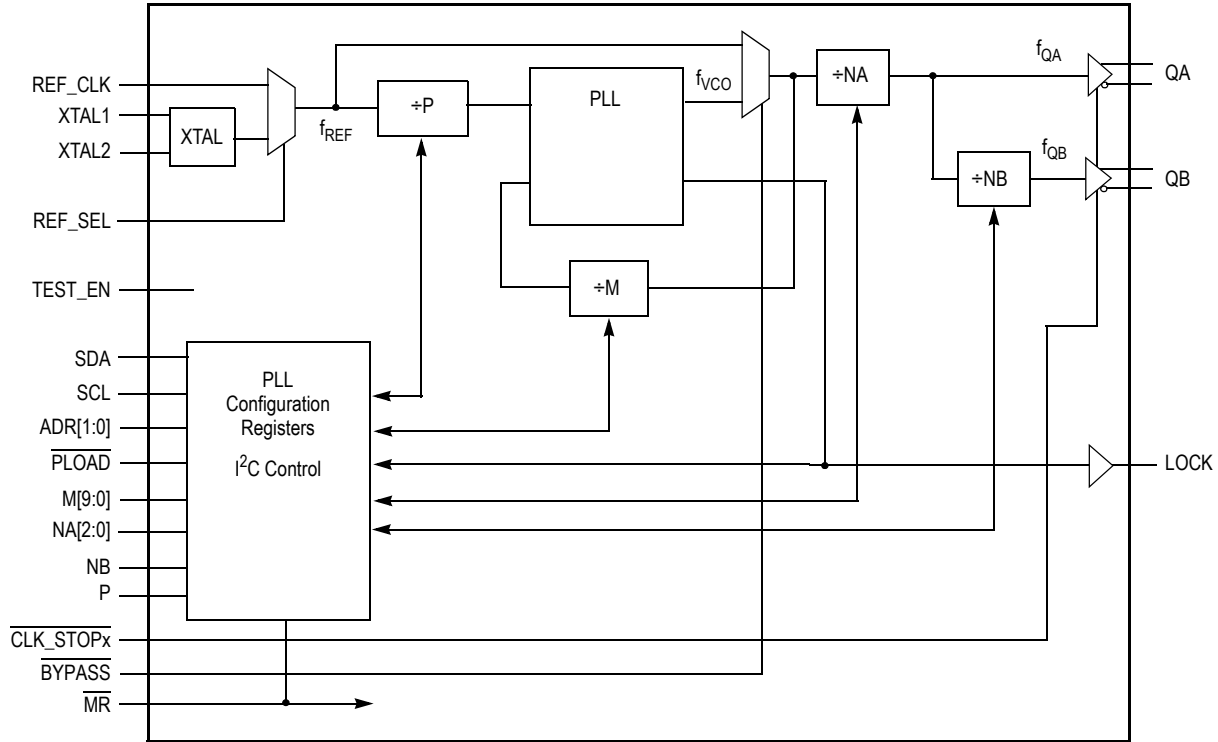 REF_CLK
XTAL1
XTAL2
XTAL
REF_SEL
TEST_EN
SDA
SCL
ADR[1:0]
PLOAD
M[9:0]
NA[2:0]
NB
P
CLK_STOPx
BYPASS
MR
fREF
÷P
PLL
fVCO
÷M
÷NA
÷NB
fQA
fQB
QA
QB
LOCK
PLL
Configuration
Registers
I²C Control